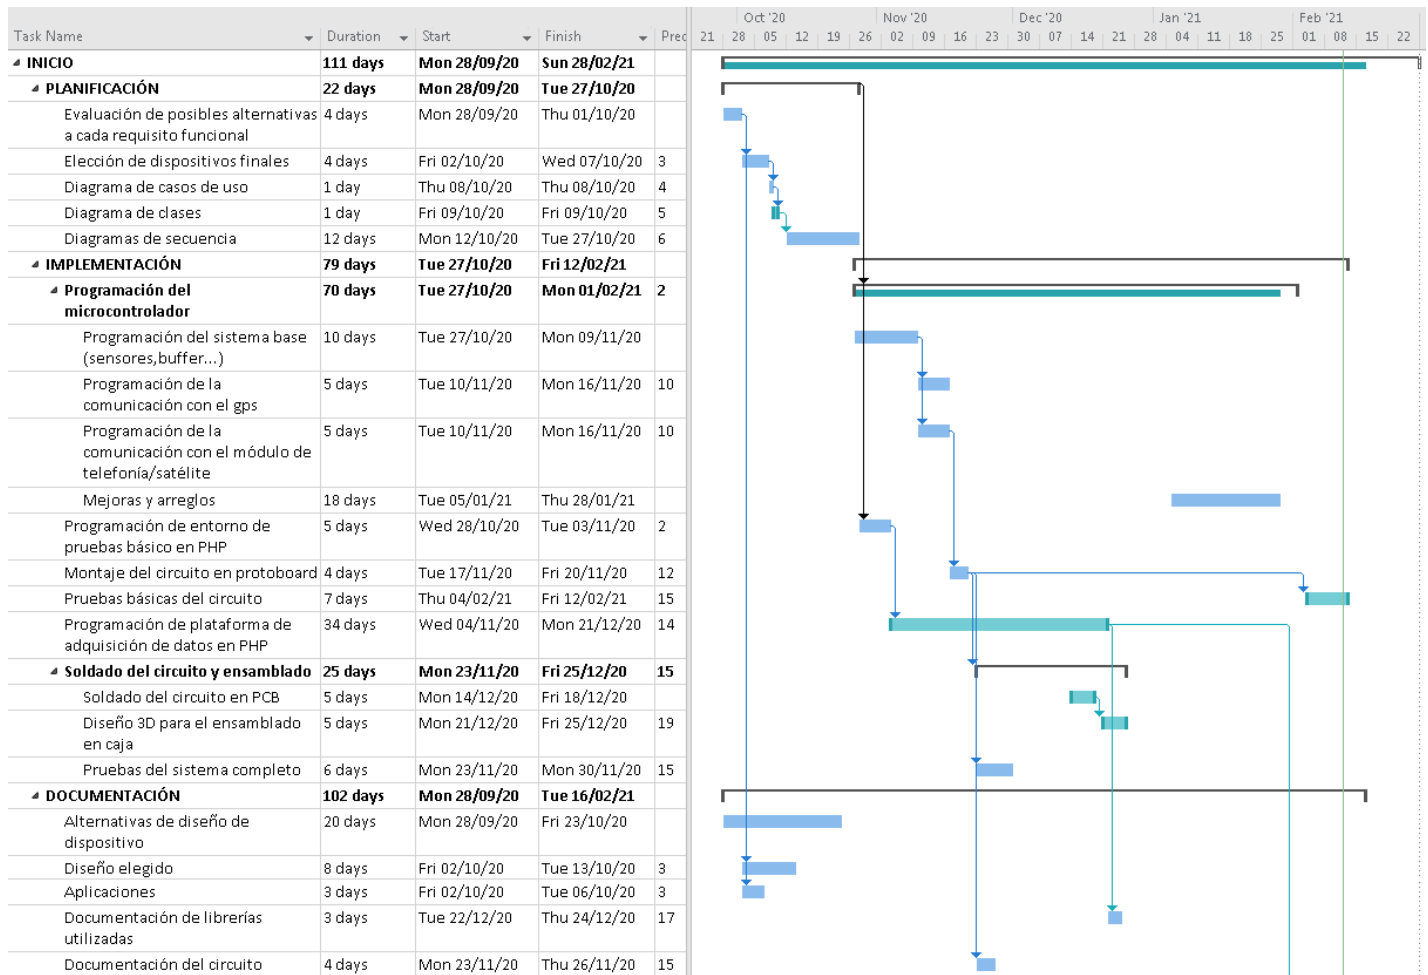 Oct '20 Nov '20 Dec '20 Jan '21 Feb '21
Task Name Duration Start Finish Pred 21 28 05 12 19 26 02 09 16 23 30 07 14 21 28 04 11 18 25 01 08 15 22
INICIO 111 days Mon 28/09/20 Sun 28/02/21
PLANIFICACIÓN 22 days Mon 28/09/20 Tue 27/10/20
Evaluación de posibles alternativas 4 days Mon 28/09/20 Thu 01/10/20
a cada requisito funcional
Elección de dispositivos finales 4 days Fri 02/10/20 Wed 07/10/20 3
Diagrama de casos de uso 1 day Thu 08/10/20 Thu 08/10/20 4
Diagrama de clases 1 day Fri 09/10/20 Fri 09/10/20 5
Diagramas de secuencia 12 days Mon 12/10/20 Tue 27/10/20 6
IMPLEMENTACIÓN 79 days Tue 27/10/20 Fri 12/02/21
Programación del 70 days Tue 27/10/20 Mon 01/02/21 2
microcontrolador
Programación del sistema base 10 days Tue 27/10/20 Mon 09/11/20
(sensores,buffer...)
Programación de la 5 days Tue 10/11/20 Mon 16/11/20 10
comunicación con el gps
Programación de la 5 days Tue 10/11/20 Mon 16/11/20 10
comunicación con el módulo de
telefonía/satélite
Mejoras y arreglos 18 days Tue 05/01/21 Thu 28/01/21
Programación de entorno de 5 days Wed 28/10/20 Tue 03/11/20 2
pruebas básico en PHP
Montaje del circuito en protoboard 4 days Tue 17/11/20 Fri 20/11/20 12
Pruebas básicas del circuito 7 days Thu 04/02/21 Fri 12/02/21 15
Programación de plataforma de 34 days Wed 04/11/20 Mon 21/12/20 14
adquisición de datos en PHP
Soldado del circuito y ensamblado 25 days Mon 23/11/20 Fri 25/12/20 15
Soldado del circuito en PCB 5 days Mon 14/12/20 Fri 18/12/20
Diseño 3D para el ensamblado 5 days Mon 21/12/20 Fri 25/12/20 19
en caja
Pruebas del sistema completo 6 days Mon 23/11/20 Mon 30/11/20 15
DOCUMENTACIÓN 102 days Mon 28/09/20 Tue 16/02/21
Alternativas de diseño de 20 days Mon 28/09/20 Fri 23/10/20
dispositivo
Diseño elegido 8 days Fri 02/10/20 Tue 13/10/20 3
Aplicaciones 3 days Fri 02/10/20 Tue 06/10/20 3
Documentación de librerías 3 days Tue 22/12/20 Thu 24/12/20 17
utilizadas
Documentación del circuito 4 days Mon 23/11/20 Thu 26/11/20 15